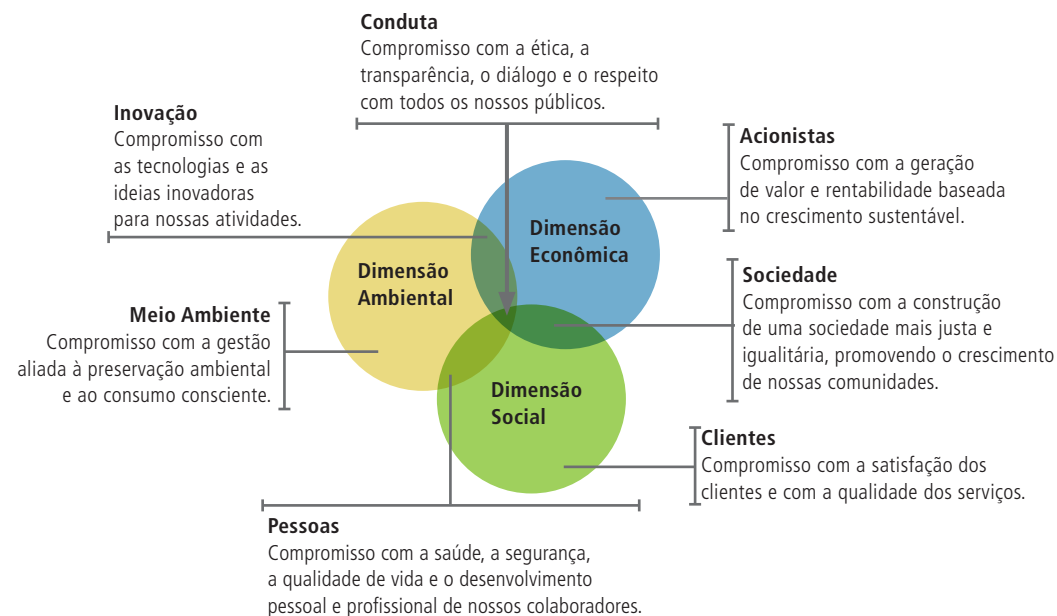 Conduta
Compromisso com a ética, a
transparência, o diálogo e o respeito
com todos os nossos públicos.
Inovação
Compromisso com
as tecnologias e as
ideias inovadoras
para nossas atividades.
Acionistas
Compromisso com a geração
de valor e rentabilidade baseada
no crescimento sustentável.
Dimensão
Econômica
Dimensão
Ambiental
Sociedade
Compromisso com a construção
de uma sociedade mais justa e
igualitária, promovendo o crescimento
de nossas comunidades.
Meio Ambiente
Compromisso com a gestão
aliada à preservação ambiental
e ao consumo consciente.
Dimensão
Social
Clientes
Compromisso com a satisfação dos
clientes e com a qualidade dos serviços.
Pessoas
Compromisso com a saúde, a segurança,
a qualidade de vida e o desenvolvimento
pessoal e profissional de nossos colaboradores.